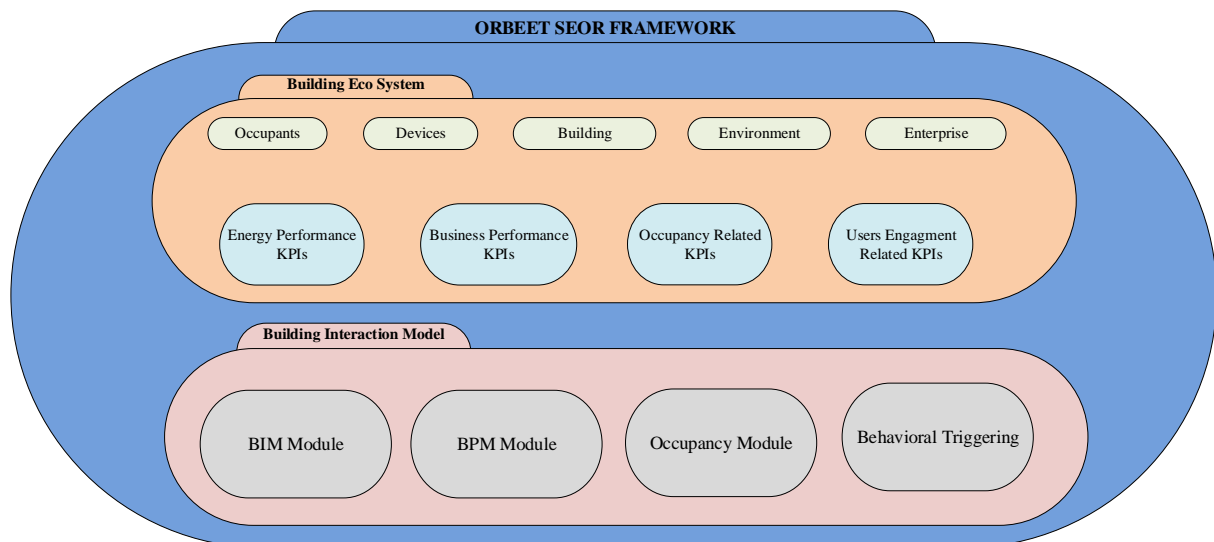 ORBEET SEOR FRAMEWORK
Building Eco System
Occupants
Devices
Building
Environment
Enterprise
Energy Performance
KPIs
Business Performance
KPIs
Occupancy Related
KPIs
Users Engagment
Related KPIs
Building Interaction Model
BIM Module
BPM Module
Occupancy Module
Behavioral Triggering